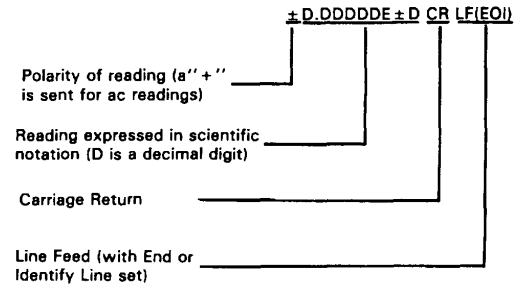 ± D.DDDDDE ± D CR LF(EOI)
Polarity of reading (a" + "
is sent for ac readings)
Reading expressed in scientific
notation (D is a decimal digit)
Carriage Return
Line Feed (with End or
Identify Line set)